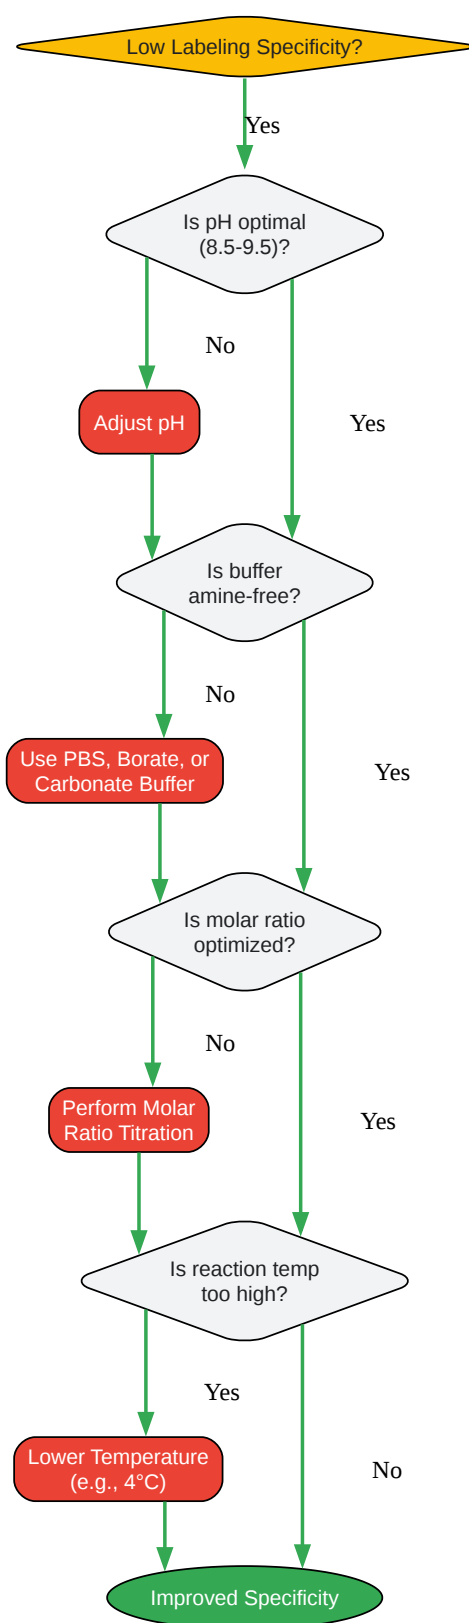 Low Labeling Specificity?
Yes
Is pH optimal
(8.5-9.5)?
No
Adjust pH
Yes
Is buffer
amine-free?
No
Use PBS, Borate, or
Carbonate Buffer
Yes
Is molar ratio
optimized?
No
Perform Molar
Ratio Titration
Yes
Is reaction temp
too high?
Yes
Lower Temperature
(e.g., 4°C)
No
Improved Specificity